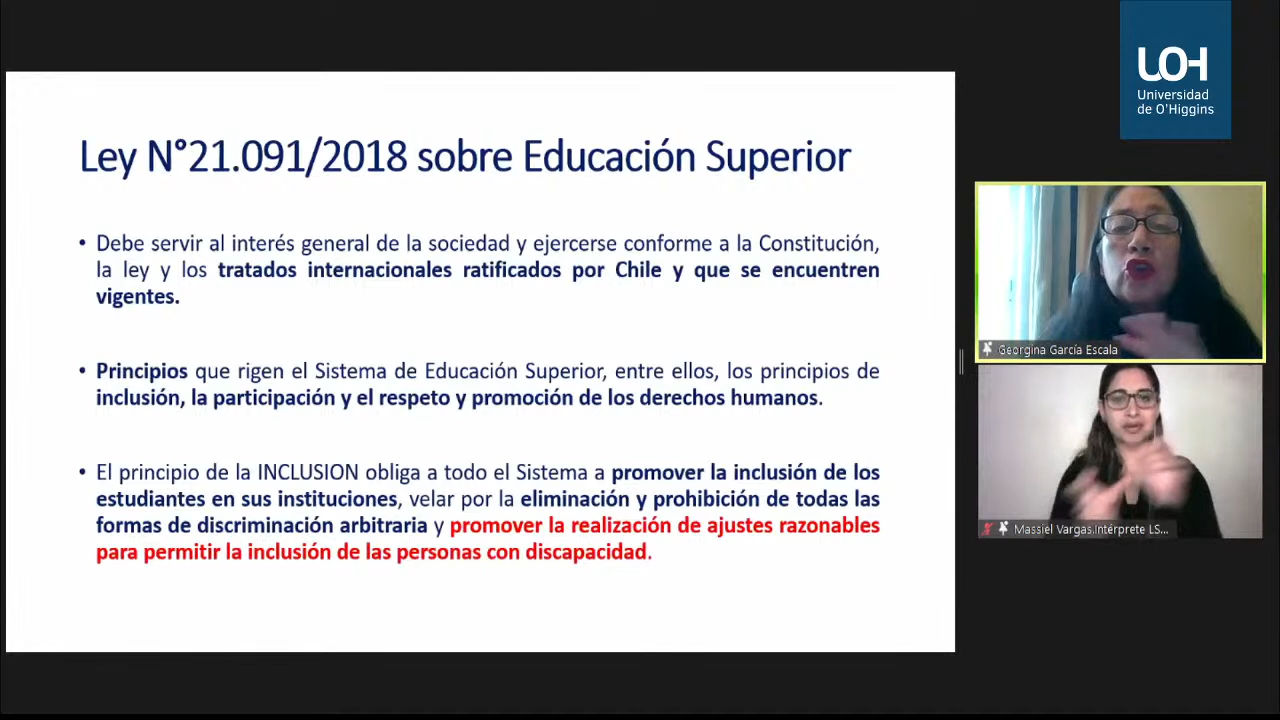 UOH
Universidad
de O'Higgins
Ley N°21.091/2018 sobre Educación Superior
• Debe servir al interés general de la sociedad y ejercerse conforme a la Constitución,
la ley y los tratados internacionales ratificados por Chile y que se encuentren
vigentes.
• Principios que rigen el Sistema de Educación Superior, entre ellos, los principios de
inclusión, la participación y el respeto y promoción de los derechos humanos.
• El principio de la INCLUSION obliga a todo el Sistema a promover la inclusión de los
estudiantes en sus instituciones, velar por la eliminación y prohibición de todas las
formas de discriminación arbitraria y promover la realización de ajustes razonables
para permitir la inclusión de las personas con discapacidad.
Georgina García Escala
Massiel Vargas.Intérprete LS...